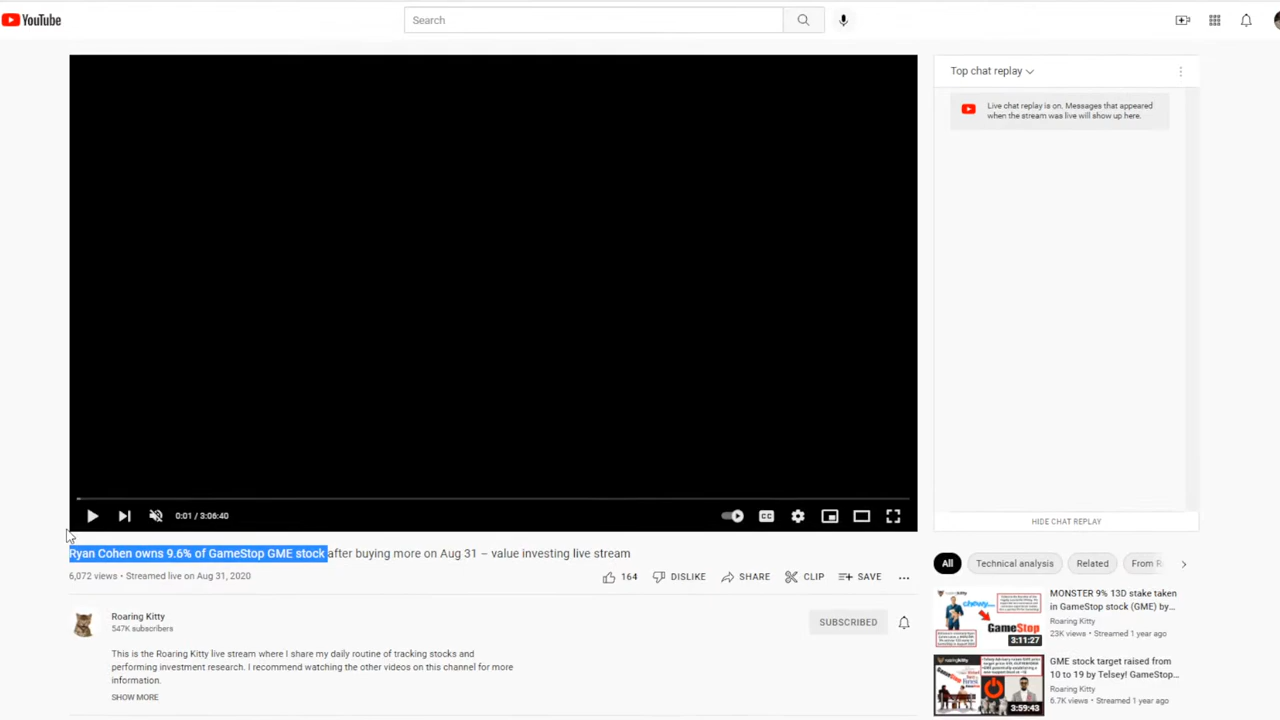 YouTube
Search
Top chat replay
Live chat replay is on. Messages that appeared
when the stream was live will show up here.
0:01 / 3:06:40
CC
HIDE CHAT REPLAY
Ryan Cohen owns 9.6% of GameStop GME stock after buying more on Aug 31 – value investing live stream
6,072 views • Streamed live on Aug 31, 2020
164
DISLIKE
SHARE
CLIP
SAVE
Roaring Kitty
547K subscribers
SUBSCRIBED
This is the Roaring Kitty live stream where I share my daily routine of tracking stocks and
performing investment research. I recommend watching the other videos on this channel for more
information.
SHOW MORE
All
Technical analysis
Related
From R
chewy
GameStop
3:11:27
MONSTER 9% 13D stake taken
in GameStop stock (GME) by...
Roaring Kitty
23K views • Streamed 1 year ago
roaringkitty
3:59:43
GME stock target raised from
10 to 19 by Telsey! GameStop...
Roaring Kitty
6.7K views • Streamed 1 year ago